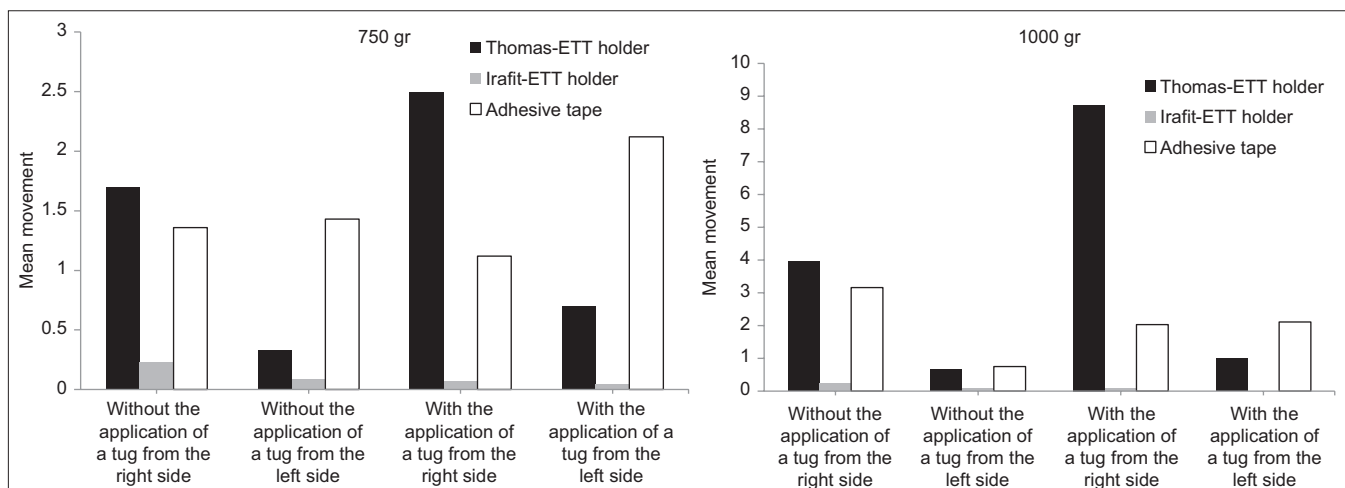 750 gr
Thomas-ETT holder
Irafit-ETT holder
Adhesive tape
Mean movement
3
2.5
2
1.5
1
0.5
0
Without the
application of
a tug from the
right side
Without the
application of
a tug from the
left side
With the
application of
a tug from the
right side
With the
application of a
tug from the
left side
1000 gr
Thomas-ETT holder
Irafit-ETT holder
Adhesive tape
Mean movement
10
9
8
7
6
5
4
3
2
1
0
Without the
application of
a tug from the
right side
Without the
application of
a tug from the
left side
With the
application of
a tug from the
right side
With the
application of
a tug from the
left side